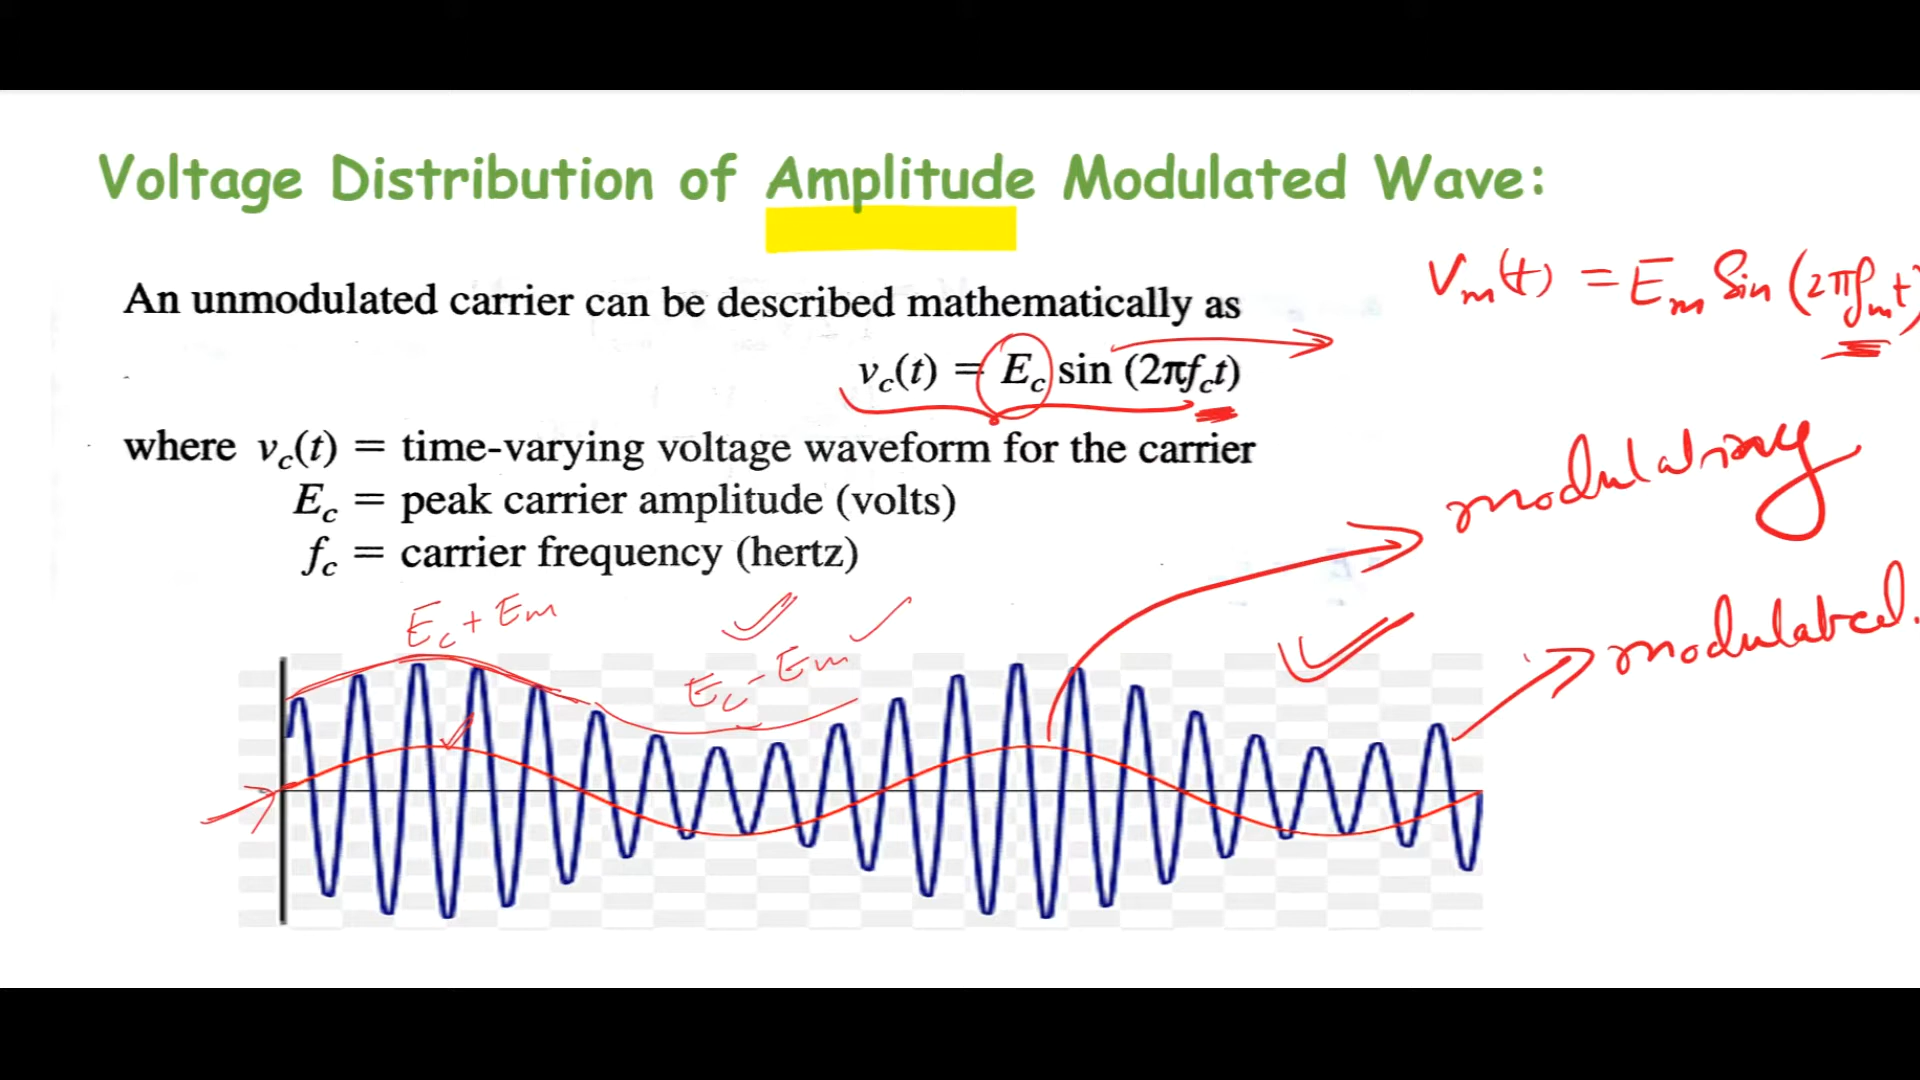 Voltage Distribution of Amplitude Modulated Wave:
An unmodulated carrier can be described mathematically as
Vm(t) = Em Sin (2πfmt)
vc(t) = Ec sin (2πfct)
where vc(t) = time-varying voltage waveform for the carrier
Ec = peak carrier amplitude (volts)
fc = carrier frequency (hertz)
modulating
Ec + Em
Ec - Em
modulated.